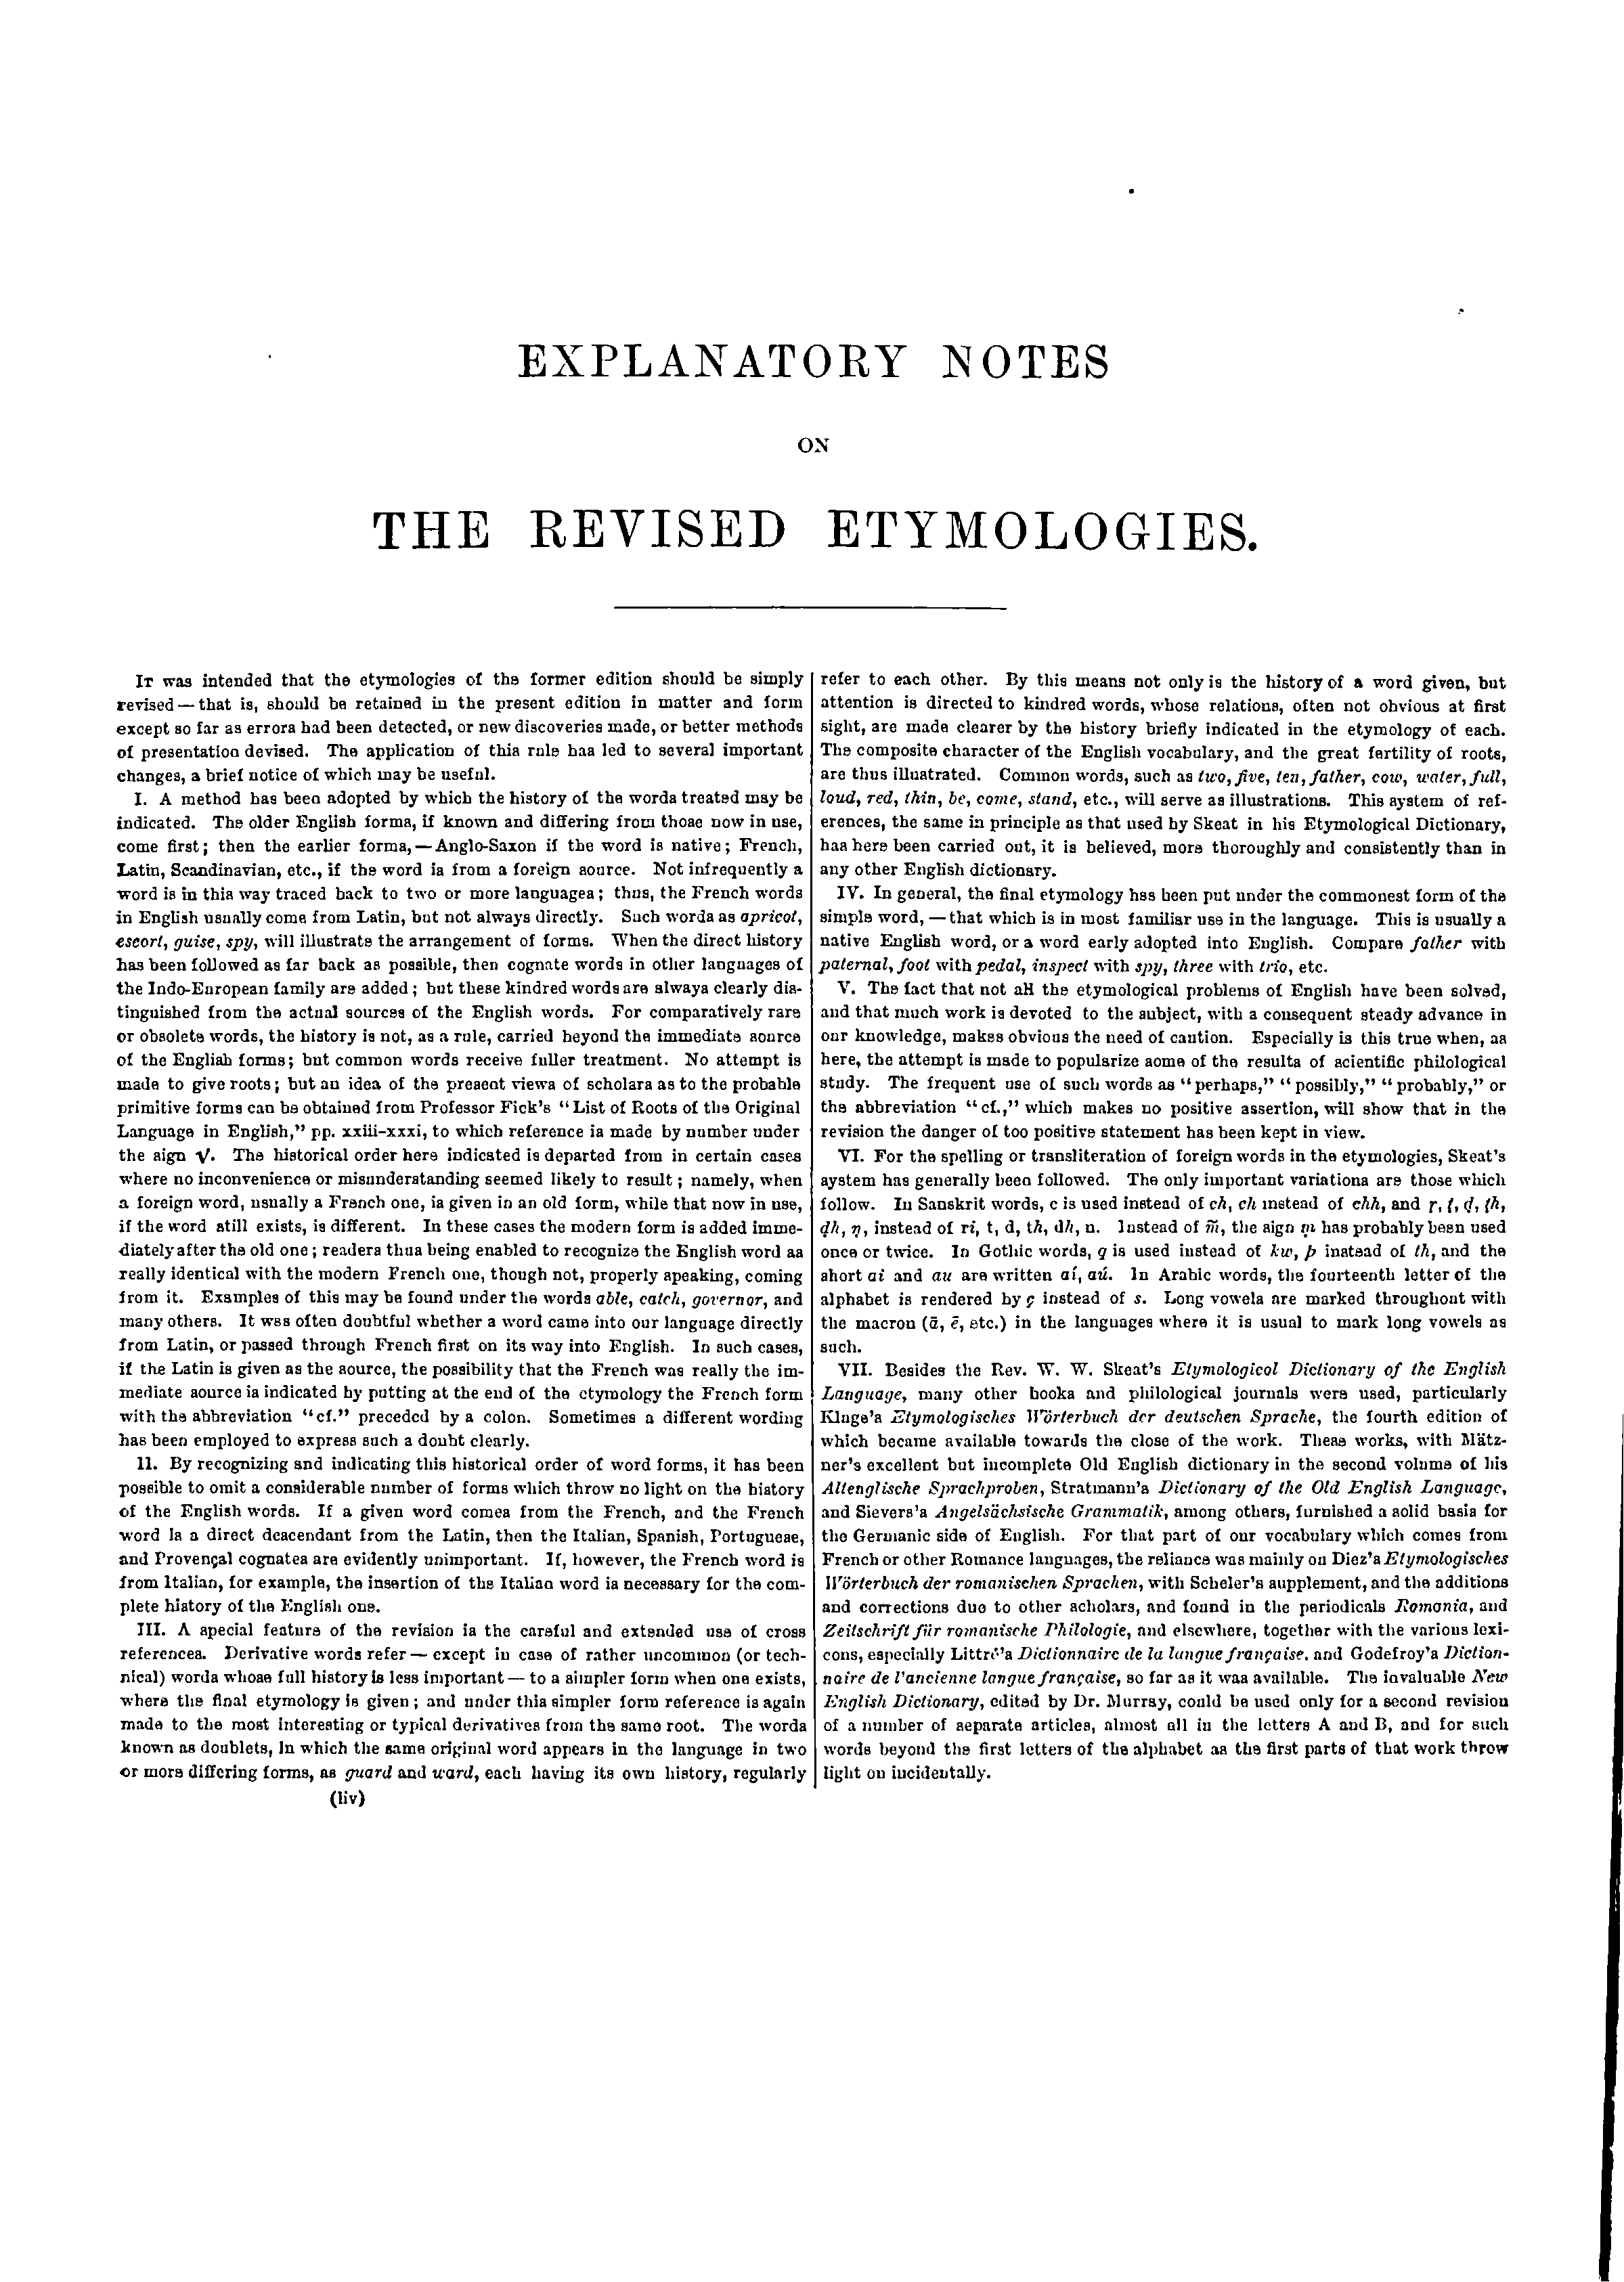 EXPLANATORY NOTES
ON
THE REVISED ETYMOLOGIES.
It was intended that the etymologies of the former edition should be simply
revised — that is, should be retained in the present edition in matter and form
except so far as errors had been detected, or new discoveries made, or better methods
of presentation devised. The application of this rule has led to several important
changes, a brief notice of which may be useful.
I. A method has been adopted by which the history of the words treated may be
indicated. The older English forms, if known and differing from those now in use,
come first; then the earlier forms, — Anglo-Saxon if the word is native; French,
Latin, Scandinavian, etc., if the word is from a foreign source. Not infrequently a
word is in this way traced back to two or more languages; thus, the French words
in English usually come from Latin, but not always directly. Such words as apricot,
escort, guise, spy, will illustrate the arrangement of forms. When the direct history
has been followed as far back as possible, then cognate words in other languages of
the Indo-European family are added; but these kindred words are always clearly dis-
tinguished from the actual sources of the English words. For comparatively rare
or obsolete words, the history is not, as a rule, carried beyond the immediate source
of the English forms; but common words receive fuller treatment. No attempt is
made to give roots; but an idea of the present views of scholars as to the probable
primitive forms can be obtained from Professor Fick's "List of Roots of the Original
Language in English," pp. xxiii-xxxi, to which reference is made by number under
the sign √. The historical order here indicated is departed from in certain cases
where no inconvenience or misunderstanding seemed likely to result; namely, when
a foreign word, usually a French one, is given in an old form, while that now in use,
if the word still exists, is different. In these cases the modern form is added imme-
diately after the old one; readers thus being enabled to recognize the English word as
really identical with the modern French one, though not, properly speaking, coming
from it. Examples of this may be found under the words able, catch, governor, and
many others. It was often doubtful whether a word came into our language directly
from Latin, or passed through French first on its way into English. In such cases,
if the Latin is given as the source, the possibility that the French was really the im-
mediate source is indicated by putting at the end of the etymology the French form
with the abbreviation "cf." preceded by a colon. Sometimes a different wording
has been employed to express such a doubt clearly.
II. By recognizing and indicating this historical order of word forms, it has been
possible to omit a considerable number of forms which throw no light on the history
of the English words. If a given word comes from the French, and the French
word is a direct descendant from the Latin, then the Italian, Spanish, Portuguese,
and Provençal cognates are evidently unimportant. If, however, the French word is
from Italian, for example, the insertion of the Italian word is necessary for the com-
plete history of the English one.
III. A special feature of the revision is the careful and extended use of cross
references. Derivative words refer — except in case of rather uncommon (or tech-
nical) words whose full history is less important — to a simpler form when one exists,
where the final etymology is given; and under this simpler form reference is again
made to the most interesting or typical derivatives from the same root. The words
known as doublets, in which the same original word appears in the language in two
or more differing forms, as guard and ward, each having its own history, regularly
(liv)
refer to each other. By this means not only is the history of a word given, but
attention is directed to kindred words, whose relations, often not obvious at first
sight, are made clearer by the history briefly indicated in the etymology of each.
The composite character of the English vocabulary, and the great fertility of roots,
are thus illustrated. Common words, such as two, five, ten, father, cow, water, full,
loud, red, thin, be, come, stand, etc., will serve as illustrations. This system of ref-
erences, the same in principle as that used by Skeat in his Etymological Dictionary,
has here been carried out, it is believed, more thoroughly and consistently than in
any other English dictionary.
IV. In general, the final etymology has been put under the commonest form of the
simple word, — that which is in most familiar use in the language. This is usually a
native English word, or a word early adopted into English. Compare father with
paternal, foot with pedal, inspect with spy, three with trio, etc.
V. The fact that not all the etymological problems of English have been solved,
and that much work is devoted to the subject, with a consequent steady advance in
our knowledge, makes obvious the need of caution. Especially is this true when, as
here, the attempt is made to popularize some of the results of scientific philological
study. The frequent use of such words as "perhaps," "possibly," "probably," or
the abbreviation "cf.," which makes no positive assertion, will show that in the
revision the danger of too positive statement has been kept in view.
VI. For the spelling or transliteration of foreign words in the etymologies, Skeat's
system has generally been followed. The only important variations are those which
follow. In Sanskrit words, c is used instead of ch, ch instead of chh, and ṛ, ṭ, ḍ, ṭh,
ḍh, ṇ, instead of ri, t, d, th, dh, n. Instead of m̃, the sign ṃ has probably been used
once or twice. In Gothic words, q is used instead of kw, þ instead of th, and the
short ai and au are written aí, aú. In Arabic words, the fourteenth letter of the
alphabet is rendered by ç instead of s. Long vowels are marked throughout with
the macron (ā, ē, etc.) in the languages where it is usual to mark long vowels as
such.
VII. Besides the Rev. W. W. Skeat's Etymological Dictionary of the English
Language, many other books and philological journals were used, particularly
Kluge's Etymologisches Wörterbuch der deutschen Sprache, the fourth edition of
which became available towards the close of the work. These works, with Mätz-
ner's excellent but incomplete Old English dictionary in the second volume of his
Altenglische Sprachproben, Stratmann's Dictionary of the Old English Language,
and Sievers's Angelsächsische Grammatik, among others, furnished a solid basis for
the Germanic side of English. For that part of our vocabulary which comes from
French or other Romance languages, the reliance was mainly on Diez's Etymologisches
Wörterbuch der romanischen Sprachen, with Scheler's supplement, and the additions
and corrections due to other scholars, and found in the periodicals Romania, and
Zeitschrift für romanische Philologie, and elsewhere, together with the various lexi-
cons, especially Littré's Dictionnaire de la langue française, and Godefroy's Diction-
naire de l'ancienne langue française, so far as it was available. The invaluable New
English Dictionary, edited by Dr. Murray, could be used only for a second revision
of a number of separate articles, almost all in the letters A and B, and for such
words beyond the first letters of the alphabet as the first parts of that work throw
light on incidentally.